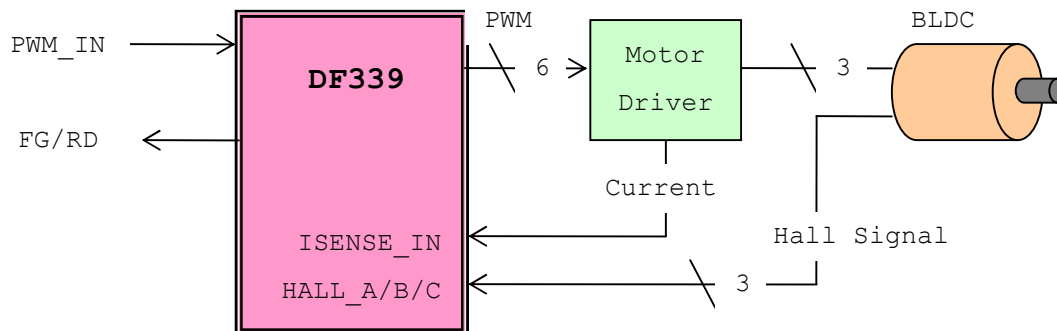 PWM
BLDC
PWM_IN
DF339
6
Motor
Driver
3
FG/RD
Current
ISENSE_IN
Hall Signal
HALL_A/B/C
3